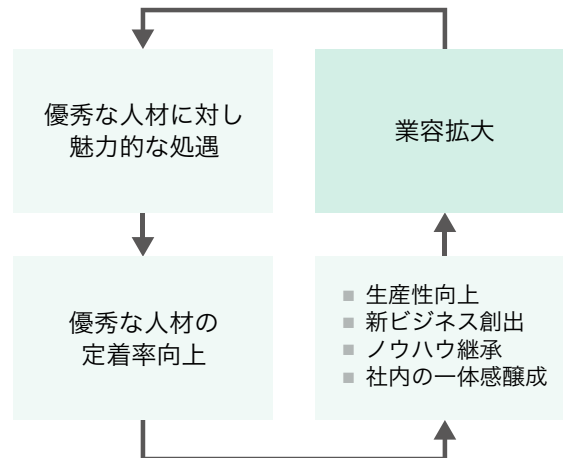 優秀な人材に対し
魅力的な処遇
業容拡大
優秀な人材の
定着率向上
■ 生産性向上
■ 新ビジネス創出
■ ノウハウ継承
■ 社内の一体感醸成